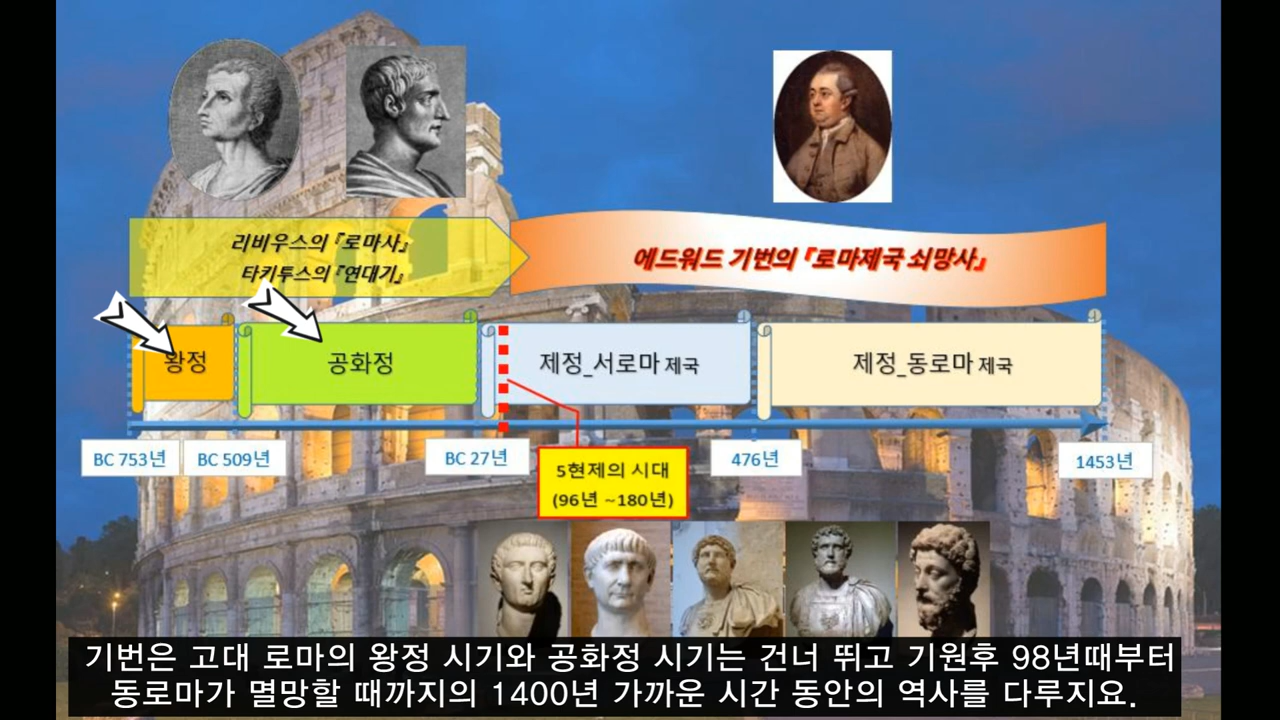 리비우스의 『로마사』
타키투스의 『연대기』
에드워드 기번의 『로마제국 쇠망사』
왕정
공화정
제정_서로마 제국
제정_동로마 제국
BC 753년
BC 509년
BC 27년
5현제의 시대
(96년 ~180년)
476년
1453년
기번은 고대 로마의 왕정 시기와 공화정 시기는 건너 뛰고 기원후 98년때부터
동로마가 멸망할 때까지의 1400년 가까운 시간 동안의 역사를 다루지요.